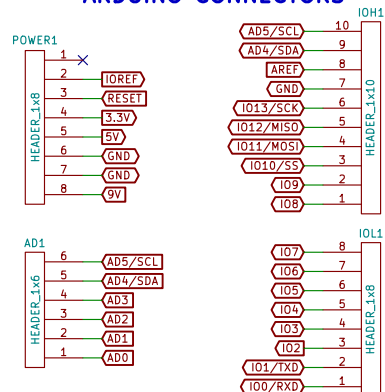 ARDUINO CONNECTORS
POWER1
HEADER_1x8
1
2 IOREF
3 RESET
4 3.3V
5 5V
6 GND
7 GND
8 9V
IOH1
HEADER_1x10
AD5/SCL 10
AD4/SDA 9
AREF 8
GND 7
IO13/SCK 6
IO12/MISO 5
IO11/MOSI 4
IO10/SS 3
IO9 2
IO8 1
AD1
HEADER_1x6
6 AD5/SCL
5 AD4/SDA
4 AD3
3 AD2
2 AD1
1 AD0
IOL1
HEADER_1x8
IO7 8
IO6 7
IO5 6
IO4 5
IO3 4
IO2 3
IO1/TXD 2
IO0/RXD 1